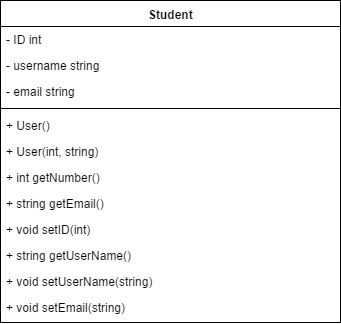 Student
- ID int
- username string
- email string
+ User()
+ User(int, string)
+ int getNumber()
+ string getEmail()
+ void setID(int)
+ string getUserName()
+ void setUserName(string)
+ void setEmail(string)